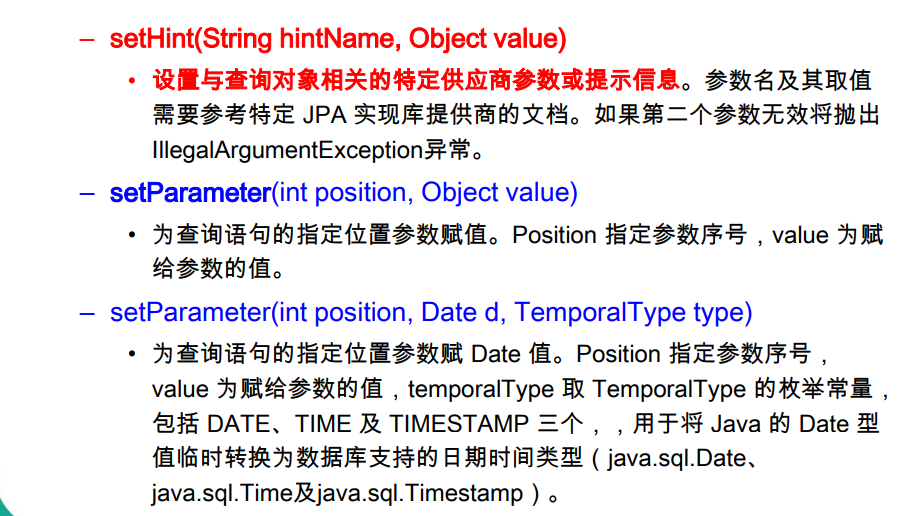 – setHint(String hintName, Object value)
• 设置与查询对象相关的特定供应商参数或提示信息。参数名及其取值
需要参考特定 JPA 实现库提供商的文档。如果第二个参数无效将抛出
IllegalArgumentException异常。
– setParameter(int position, Object value)
• 为查询语句的指定位置参数赋值。Position 指定参数序号，value 为赋
给参数的值。
– setParameter(int position, Date d, TemporalType type)
• 为查询语句的指定位置参数赋 Date 值。Position 指定参数序号，
value 为赋给参数的值，temporalType 取 TemporalType 的枚举常量，
包括 DATE、TIME 及 TIMESTAMP 三个，，用于将 Java 的 Date 型
值临时转换为数据库支持的日期时间类型（java.sql.Date、
java.sql.Time及java.sql.Timestamp）。